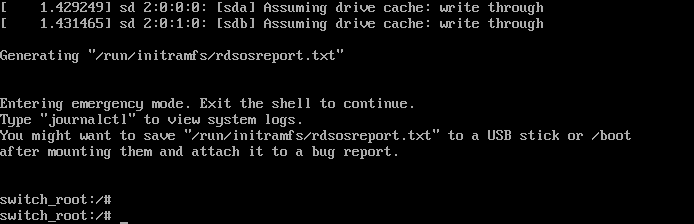 [    1.429249] sd 2:0:0:0: [sda] Assuming drive cache: write through
[    1.431465] sd 2:0:1:0: [sdb] Assuming drive cache: write through
Generating "/run/initramfs/rdsosreport.txt"
Entering emergency mode. Exit the shell to continue.
Type "journalctl" to view system logs.
You might want to save "/run/initramfs/rdsosreport.txt" to a USB stick or /boot
after mounting them and attach it to a bug report.
switch_root:/#
switch_root:/# _